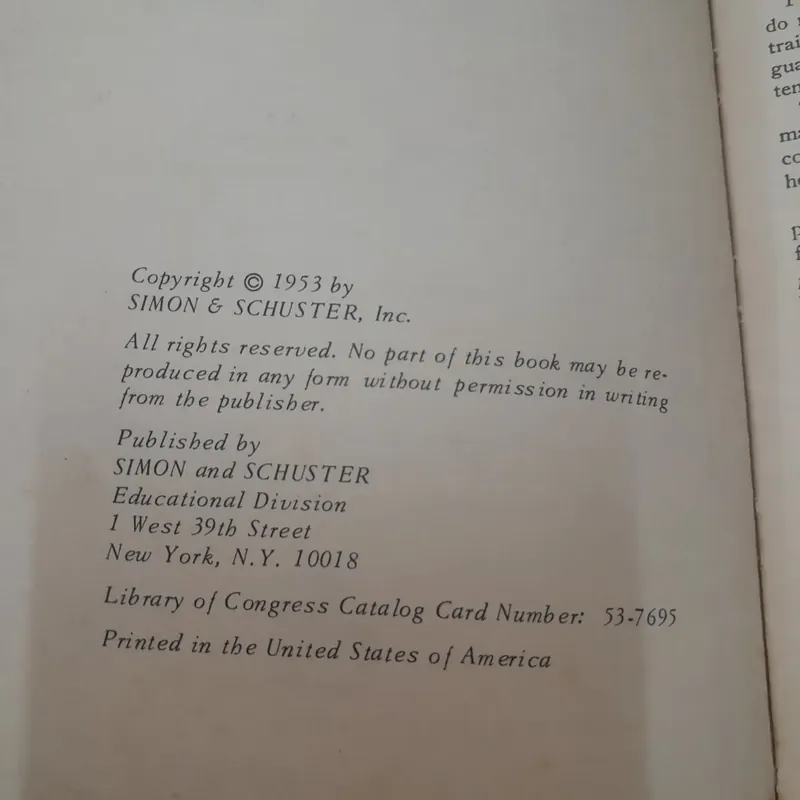 Copyright © 1953 by
SIMON & SCHUSTER, Inc.
All rights reserved. No part of this book may be re-
produced in any form without permission in writing
from the publisher.
Published by
SIMON and SCHUSTER
Educational Division
1 West 39th Street
New York, N.Y. 10018
Library of Congress Catalog Card Number: 53-7695
Printed in the United States of America
do